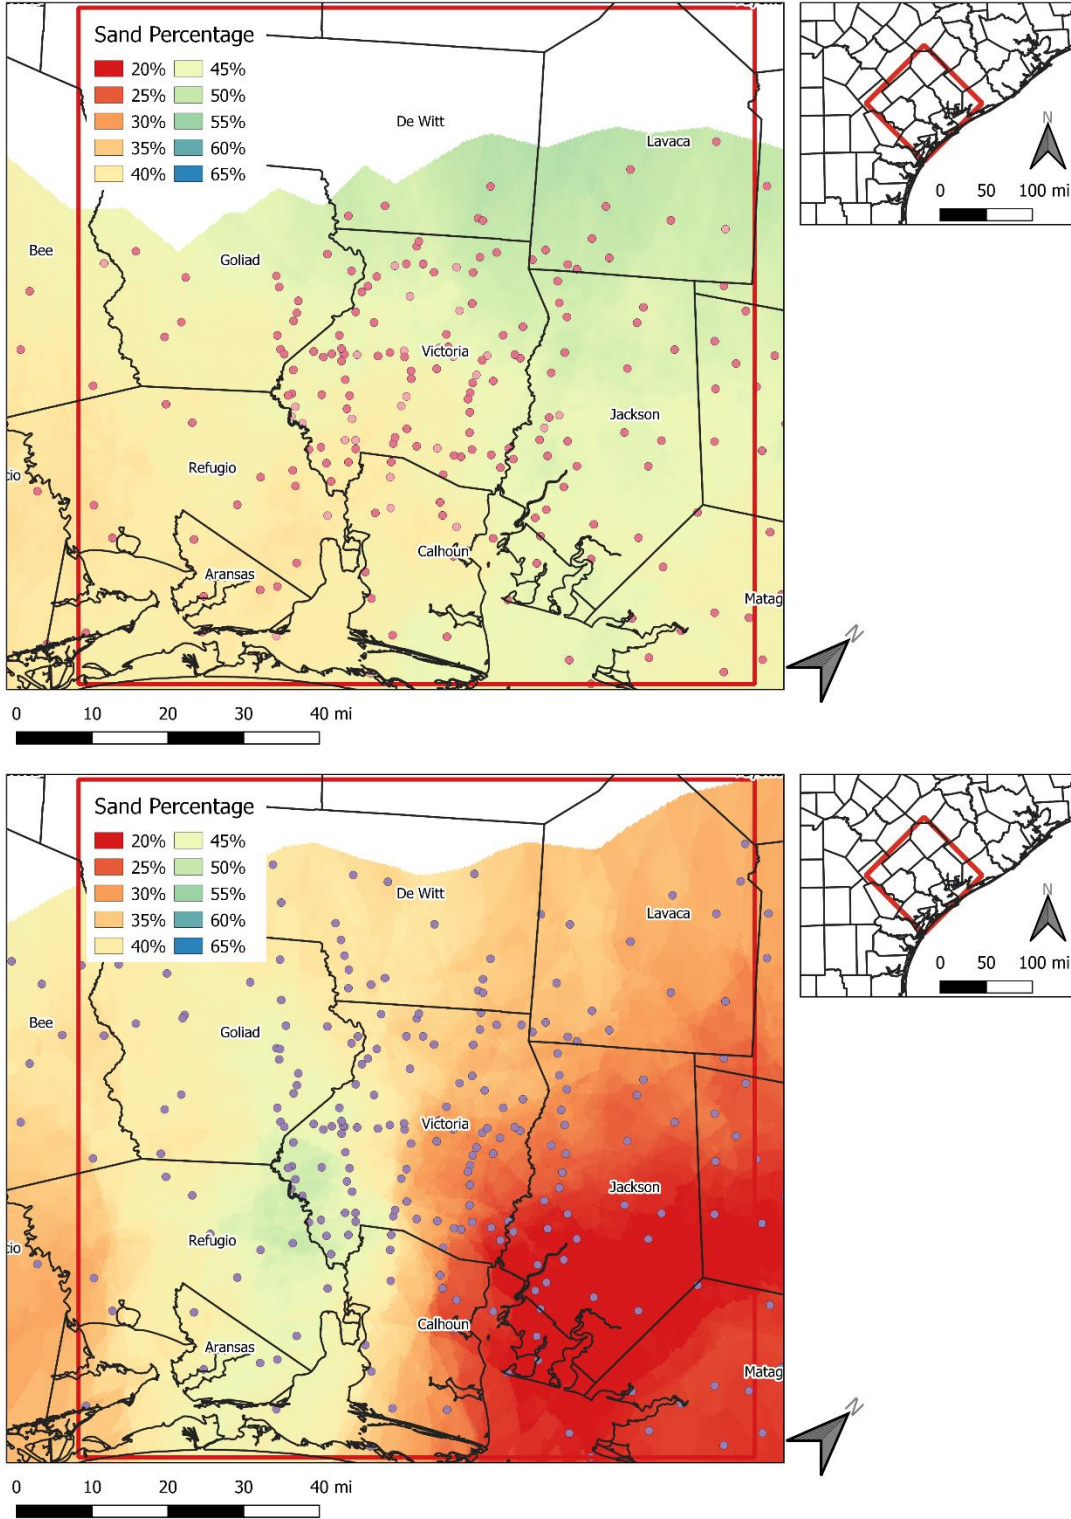 Sand Percentage
20% 45%
25% 50%
30% 55%
35% 60%
40% 65%
De Witt
Lavaca
Bee
Goliad
Victoria
Jackson
Refugio
cio
Calhoun
Aransas
Matag
0 10 20 30 40 mi
N
N
0 50 100 mi
Sand Percentage
20% 45%
25% 50%
30% 55%
35% 60%
40% 65%
De Witt
Lavaca
Bee
Goliad
Victoria
Jackson
Refugio
cio
Calhoun
Aransas
Matag
0 10 20 30 40 mi
N
N
0 50 100 mi